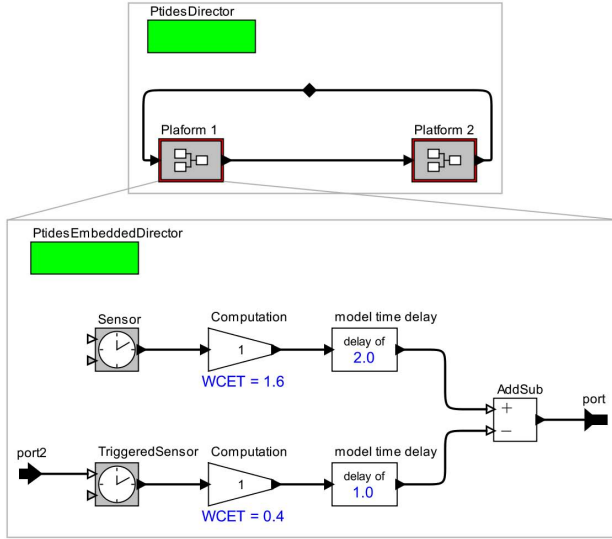 PtidesDirector
Plaform 1
Platform 2
PtidesEmbeddedDirector
Sensor
Computation
model time delay
1
delay of
2.0
WCET = 1.6
AddSub
port
+
−
port2
TriggeredSensor
Computation
model time delay
1
delay of
1.0
WCET = 0.4